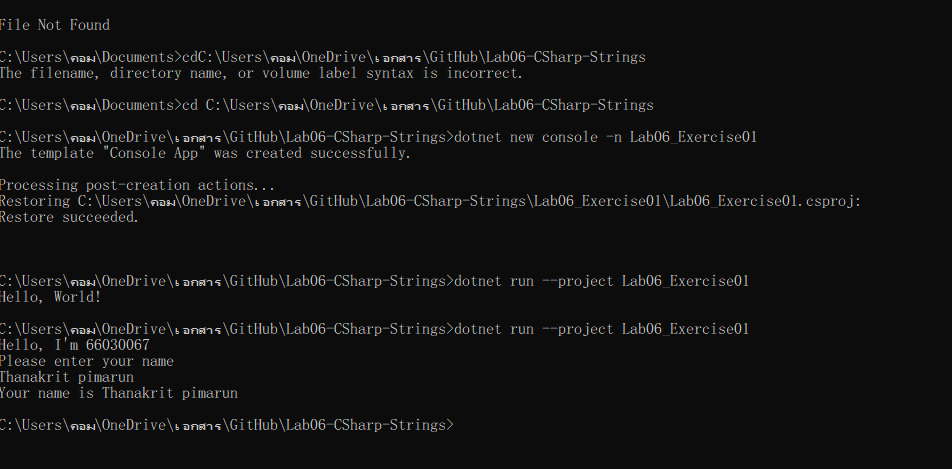 File Not Found
C:\Users\คอม\Documents>cdC:\Users\คอม\OneDrive\เอกสาร\GitHub\Lab06-CSharp-Strings
The filename, directory name, or volume label syntax is incorrect.
C:\Users\คอม\Documents>cd C:\Users\คอม\OneDrive\เอกสาร\GitHub\Lab06-CSharp-Strings
C:\Users\คอม\OneDrive\เอกสาร\GitHub\Lab06-CSharp-Strings>dotnet new console -n Lab06_Exercise01
The template "Console App" was created successfully.
Processing post-creation actions...
Restoring C:\Users\คอม\OneDrive\เอกสาร\GitHub\Lab06-CSharp-Strings\Lab06_Exercise01\Lab06_Exercise01.csproj:
Restore succeeded.
C:\Users\คอม\OneDrive\เอกสาร\GitHub\Lab06-CSharp-Strings>dotnet run --project Lab06_Exercise01
Hello, World!
C:\Users\คอม\OneDrive\เอกสาร\GitHub\Lab06-CSharp-Strings>dotnet run --project Lab06_Exercise01
Hello, I'm 66030067
Please enter your name
Thanakrit pimarun
Your name is Thanakrit pimarun
C:\Users\คอม\OneDrive\เอกสาร\GitHub\Lab06-CSharp-Strings>